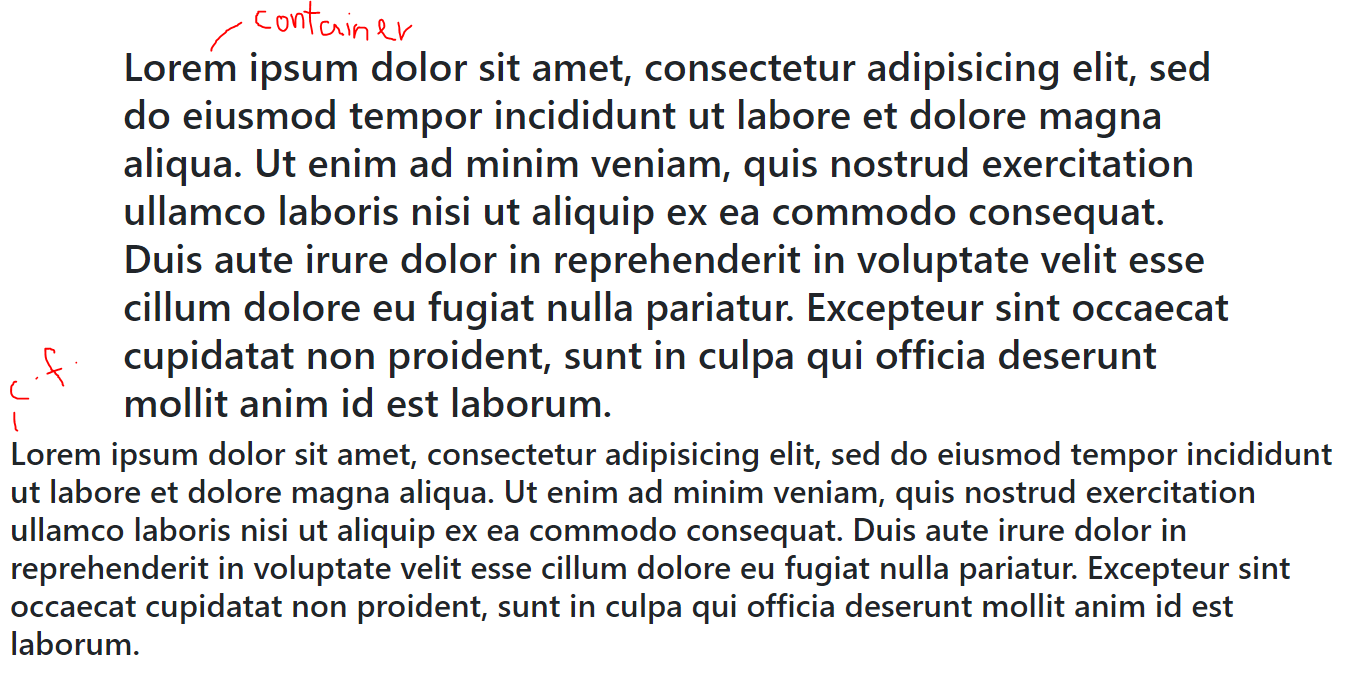 container
Lorem ipsum dolor sit amet, consectetur adipisicing elit, sed
do eiusmod tempor incididunt ut labore et dolore magna
aliqua. Ut enim ad minim veniam, quis nostrud exercitation
ullamco laboris nisi ut aliquip ex ea commodo consequat.
Duis aute irure dolor in reprehenderit in voluptate velit esse
cillum dolore eu fugiat nulla pariatur. Excepteur sint occaecat
cupidatat non proident, sunt in culpa qui officia deserunt
mollit anim id est laborum.
c.f.
Lorem ipsum dolor sit amet, consectetur adipisicing elit, sed do eiusmod tempor incididunt
ut labore et dolore magna aliqua. Ut enim ad minim veniam, quis nostrud exercitation
ullamco laboris nisi ut aliquip ex ea commodo consequat. Duis aute irure dolor in
reprehenderit in voluptate velit esse cillum dolore eu fugiat nulla pariatur. Excepteur sint
occaecat cupidatat non proident, sunt in culpa qui officia deserunt mollit anim id est
laborum.